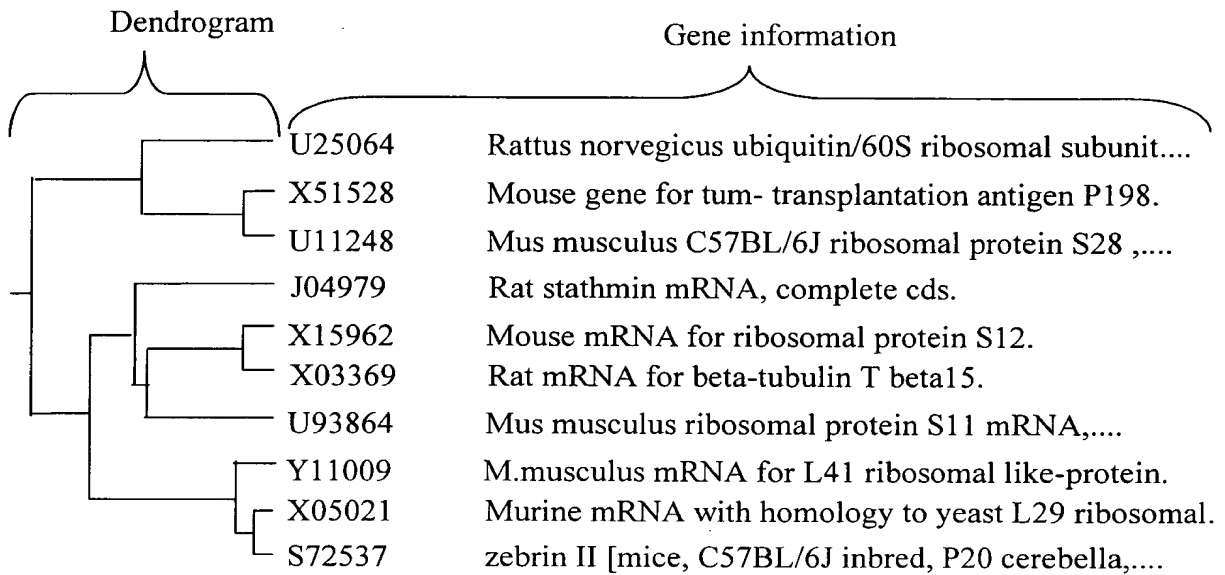 Dendrogram
Gene information
U25064 Rattus norvegicus ubiquitin/60S ribosomal subunit....
X51528 Mouse gene for tum- transplantation antigen P198.
U11248 Mus musculus C57BL/6J ribosomal protein S28 ,....
J04979 Rat stathmin mRNA, complete cds.
X15962 Mouse mRNA for ribosomal protein S12.
X03369 Rat mRNA for beta-tubulin T beta15.
U93864 Mus musculus ribosomal protein S11 mRNA,....
Y11009 M.musculus mRNA for L41 ribosomal like-protein.
X05021 Murine mRNA with homology to yeast L29 ribosomal.
S72537 zebrin II [mice, C57BL/6J inbred, P20 cerebella,....